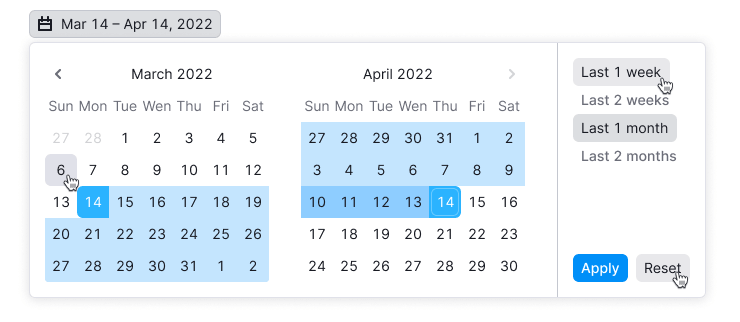 Mar 14 – Apr 14, 2022
March 2022
Sun Mon Tue Wen Thu Fri Sat
27 28 1 2 3 4 5
6 7 8 9 10 11 12
13 14 15 16 17 18 19
20 21 22 23 24 25 26
27 28 29 30 31 1 2
April 2022
Sun Mon Tue Wen Thu Fri Sat
27 28 29 30 31 1 2
3 4 5 6 7 8 9
10 11 12 13 14 15 16
17 18 19 20 21 22 23
24 25 26 27 28 29 30
Last 1 week
Last 2 weeks
Last 1 month
Last 2 months
Apply Reset